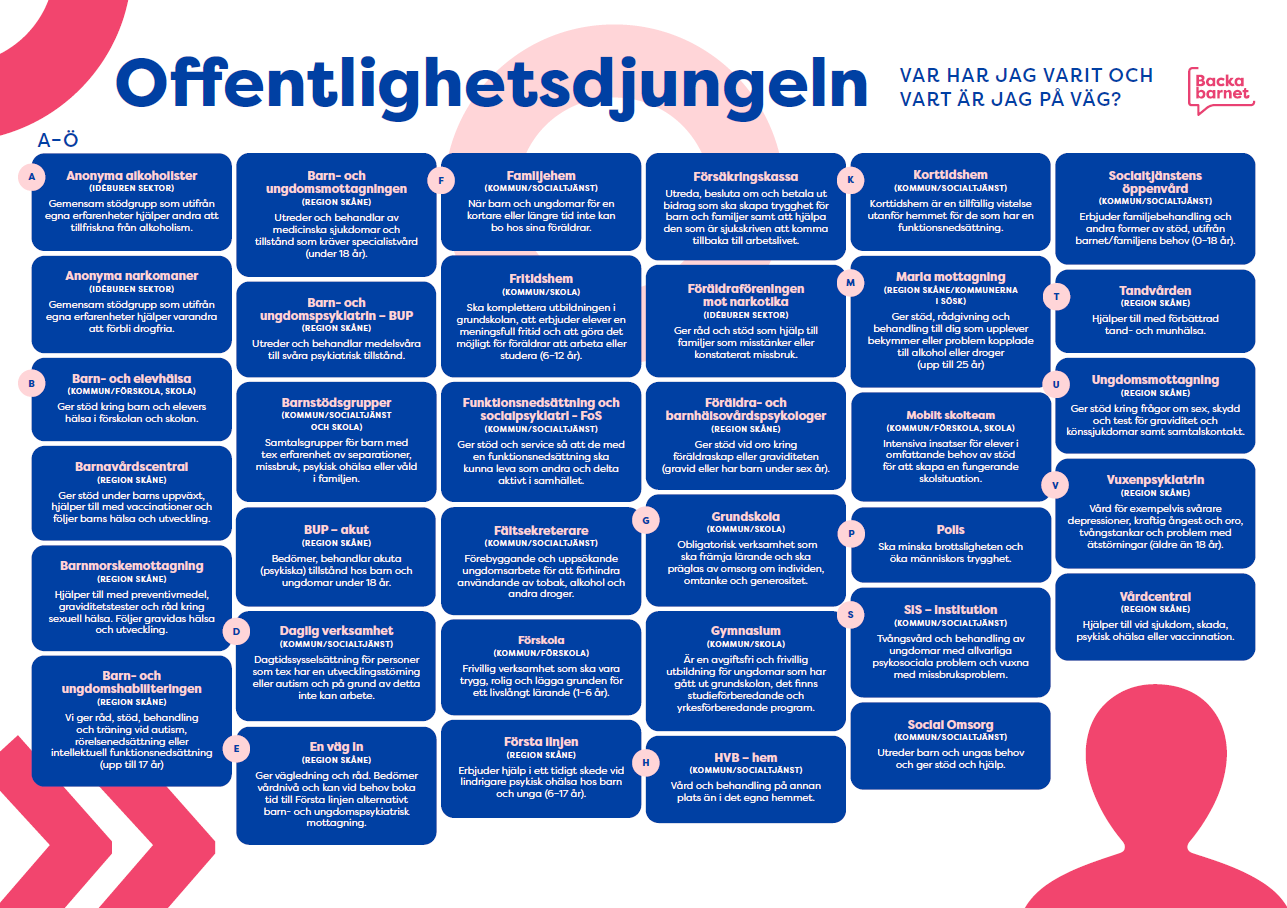 Offentlighetsdjungeln
VAR HAR JAG VARIT OCH
VART ÄR JAG PÅ VÄG?
Backa
barnet
A–Ö
A
Anonyma alkoholister
(IDÉBUREN SEKTOR)
Gemensam stödgrupp som utifrån
egna erfarenheter hjälper andra att
tillfriskna från alkoholism.
Anonyma narkomaner
(IDÉBUREN SEKTOR)
Gemensam stödgrupp som utifrån
egna erfarenheter hjälper varandra
att förbli drogfria.
B
Barn- och elevhälsa
(KOMMUN/FÖRSKOLA, SKOLA)
Ger stöd kring barn och elevers
hälsa i förskolan och skolan.
Barnavårdscentral
(REGION SKÅNE)
Ger stöd under barns uppväxt,
hjälper till med vaccinationer och
följer barns hälsa och utveckling.
Barnmorskemottagning
(REGION SKÅNE)
Hjälper till med preventivmedel,
graviditetstester och råd kring
sexuell hälsa. Följer gravidas hälsa
och utveckling.
Barn- och
ungdomshabiliteringen
(REGION SKÅNE)
Vi ger råd, stöd, behandling
och träning vid autism,
rörelsenedsättning eller
intellektuell funktionsnedsättning
(upp till 17 år)
Barn- och
ungdomsmottagningen
(REGION SKÅNE)
Utreder och behandlar av
medicinska sjukdomar och
tillstånd som kräver specialistvård
(under 18 år).
Barn- och
ungdomspsykiatrin – BUP
(REGION SKÅNE)
Utreder och behandlar medelsvåra
till svåra psykiatrisk tillstånd.
Barnstödsgrupper
(KOMMUN/SOCIALTJÄNST
OCH SKOLA)
Samtalsgrupper för barn med
tex erfarenhet av separationer,
missbruk, psykisk ohälsa eller våld
i familjen.
BUP – akut
(REGION SKÅNE)
Bedömer, behandlar akuta
(psykiska) tillstånd hos barn och
ungdomar under 18 år.
D
Daglig verksamhet
(KOMMUN/SOCIALTJÄNST)
Dagtidssysselsättning för personer
som tex har en utvecklingsstörning
eller autism och på grund av detta
inte kan arbete.
E
En väg in
(REGION SKÅNE)
Ger vägledning och råd. Bedömer
vårdnivå och kan vid behov boka
tid till Första linjen alternativt
barn- och ungdomspsykiatrisk
mottagning.
F
Familjehem
(KOMMUN/SOCIALTJÄNST)
När barn och ungdomar för en
kortare eller längre tid inte kan
bo hos sina föräldrar.
Fritidshem
(KOMMUN/SKOLA)
Ska komplettera utbildningen i
grundskolan, att erbjuder elever en
meningsfull fritid och att göra det
möjligt för föräldrar att arbeta eller
studera (6–12 år).
Funktionsnedsättning och
socialpsykiatri - FoS
(KOMMUN/SOCIALTJÄNST)
Ger stöd och service så att de med
en funktionsnedsättning ska
kunna leva som andra och delta
aktivt i samhället.
Fältsekreterare
(KOMMUN/SOCIALTJÄNST)
Förebyggande och uppsökande
ungdomsarbete för att förhindra
användande av tobak, alkohol och
andra droger.
Förskola
(KOMMUN/FÖRSKOLA)
Frivillig verksamhet som ska vara
trygg, rolig och lägga grunden för
ett livslångt lärande (1–6 år).
Första linjen
(REGION SKÅNE)
Erbjuder hjälp i ett tidigt skede vid
lindrigare psykisk ohälsa hos barn
och unga (6–17 år).
Försäkringskassa
Utreda, besluta om och betala ut
bidrag som ska skapa trygghet för
barn och familjer samt att hjälpa
den som är sjukskriven att komma
tillbaka till arbetslivet.
Föräldraföreningen
mot narkotika
(IDÉBUREN SEKTOR)
Ger råd och stöd som hjälp till
familjer som misstänker eller
konstaterat missbruk.
Föräldra- och
barnhälsovårdspsykologer
(REGION SKÅNE)
Ger stöd vid oro kring
föräldraskap eller graviditeten
(gravid eller har barn under sex år).
G
Grundskola
(KOMMUN/SKOLA)
Obligatorisk verksamhet som
ska främja lärande och ska
präglas av omsorg om individen,
omtanke och generositet.
Gymnasium
(KOMMUN/SKOLA)
Är en avgiftsfri och frivillig
utbildning för ungdomar som har
gått ut grundskolan, det finns
studieförberedande och
yrkesförberedande program.
H
HVB – hem
(KOMMUN/SOCIALTJÄNST)
Vård och behandling på annan
plats än i det egna hemmet.
K
Korttidshem
(KOMMUN/SOCIALTJÄNST)
Korttidshem är en tillfällig vistelse
utanför hemmet för de som har en
funktionsnedsättning.
M
Maria mottagning
(REGION SKÅNE/KOMMUNERNA
I SÖSK)
Ger stöd, rådgivning och
behandling till dig som upplever
bekymmer eller problem kopplade
till alkohol eller droger
(upp till 25 år)
Mobilt skolteam
(KOMMUN/FÖRSKOLA, SKOLA)
Intensiva insatser för elever i
omfattande behov av stöd
för att skapa en fungerande
skolsituation.
P
Polis
Ska minska brottsligheten och
öka människors trygghet.
S
SiS – institution
(KOMMUN/SOCIALTJÄNST)
Tvångsvård och behandling av
ungdomar med allvarliga
psykosociala problem och vuxna
med missbruksproblem.
Social Omsorg
(KOMMUN/SOCIALTJÄNST)
Utreder barn och ungas behov
och ger stöd och hjälp.
Socialtjänstens
öppenvård
(KOMMUN/SOCIALTJÄNST)
Erbjuder familjebehandling och
andra former av stöd, utifrån
barnet/familjens behov (0–18 år).
T
Tandvården
(REGION SKÅNE)
Hjälper till med förbättrad
tand- och munhälsa.
U
Ungdomsmottagning
(REGION SKÅNE)
Ger stöd kring frågor om sex, skydd
och test för graviditet och
könssjukdomar samt samtalskontakt.
V
Vuxenpsykiatrin
(REGION SKÅNE)
Vård för exempelvis svårare
depressioner, kraftig ångest och oro,
tvångstankar och problem med
ätstörningar (äldre än 18 år).
Vårdcentral
(REGION SKÅNE)
Hjälper till vid sjukdom, skada,
psykisk ohälsa eller vaccinnation.